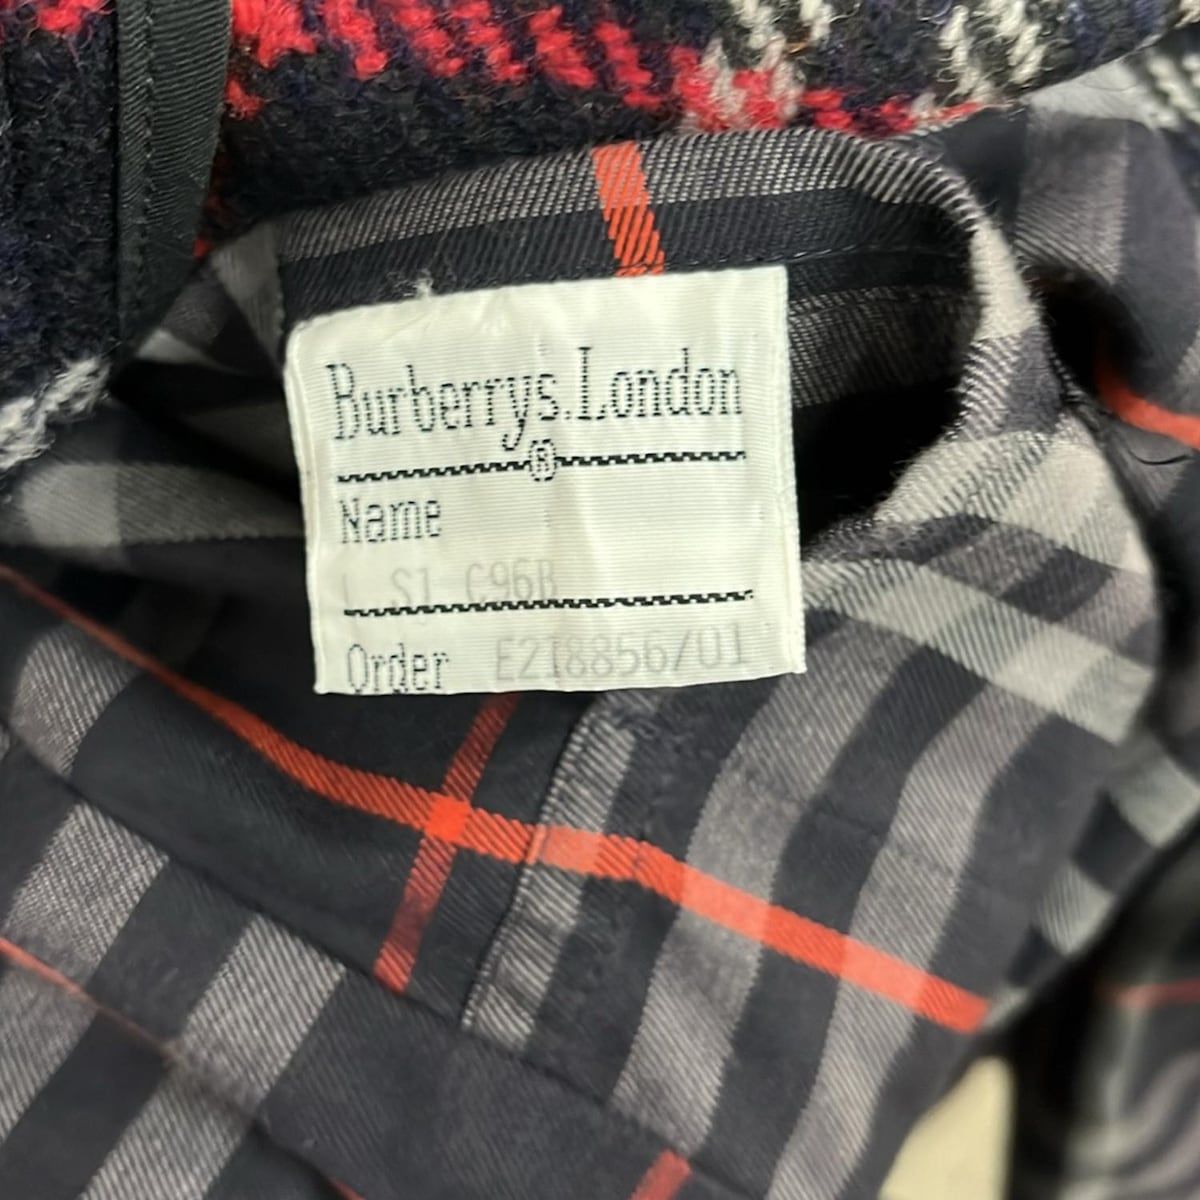 Burberrys.London
®
Name
S1 C96B
Order E218856/01